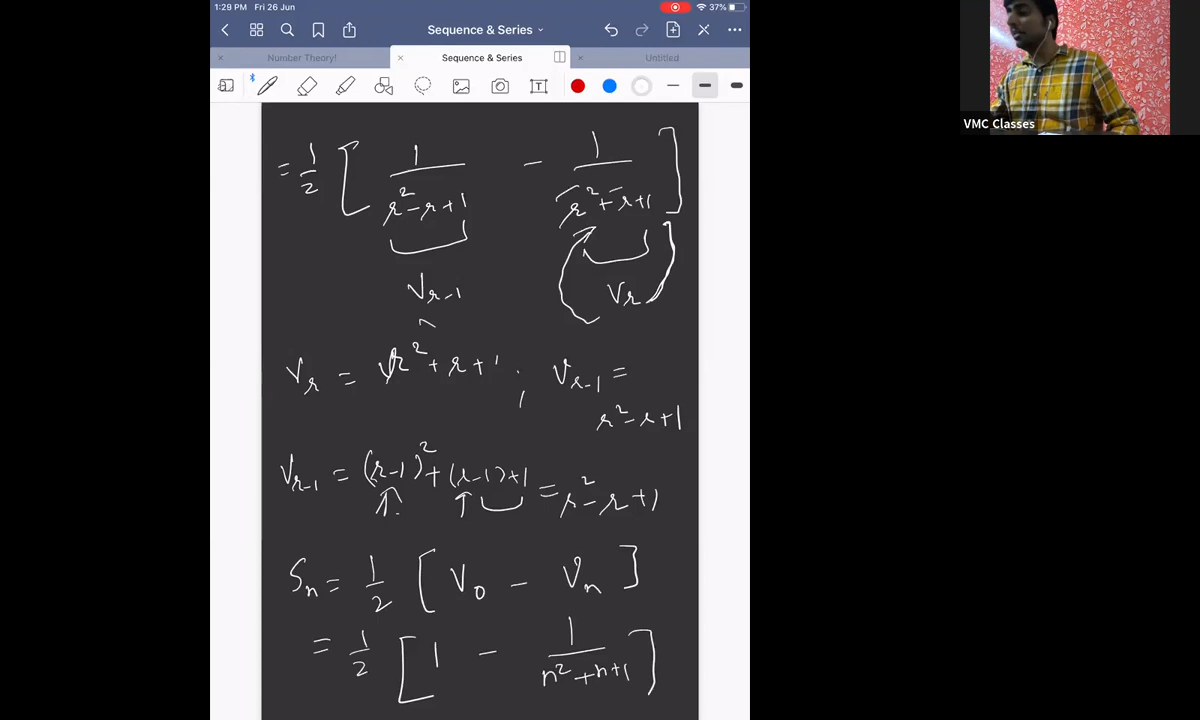 1:29 PM Fri 26 Jun 37%
Sequence & Series
Number Theory! Sequence & Series Untitled
T
VMC Classes
= 1/2 [ 1/(r² - r + 1) - 1/(r² + r + 1) ]
V_{r-1} V_r
V_r = r² + r + 1 ; V_{r-1} =
r² - r + 1
V_{r-1} = (r-1)² + (r-1) + 1 = r² - r + 1
S_n = 1/2 [ V_0 - V_n ]
= 1/2 [ 1 - 1/(n² + n + 1) ]